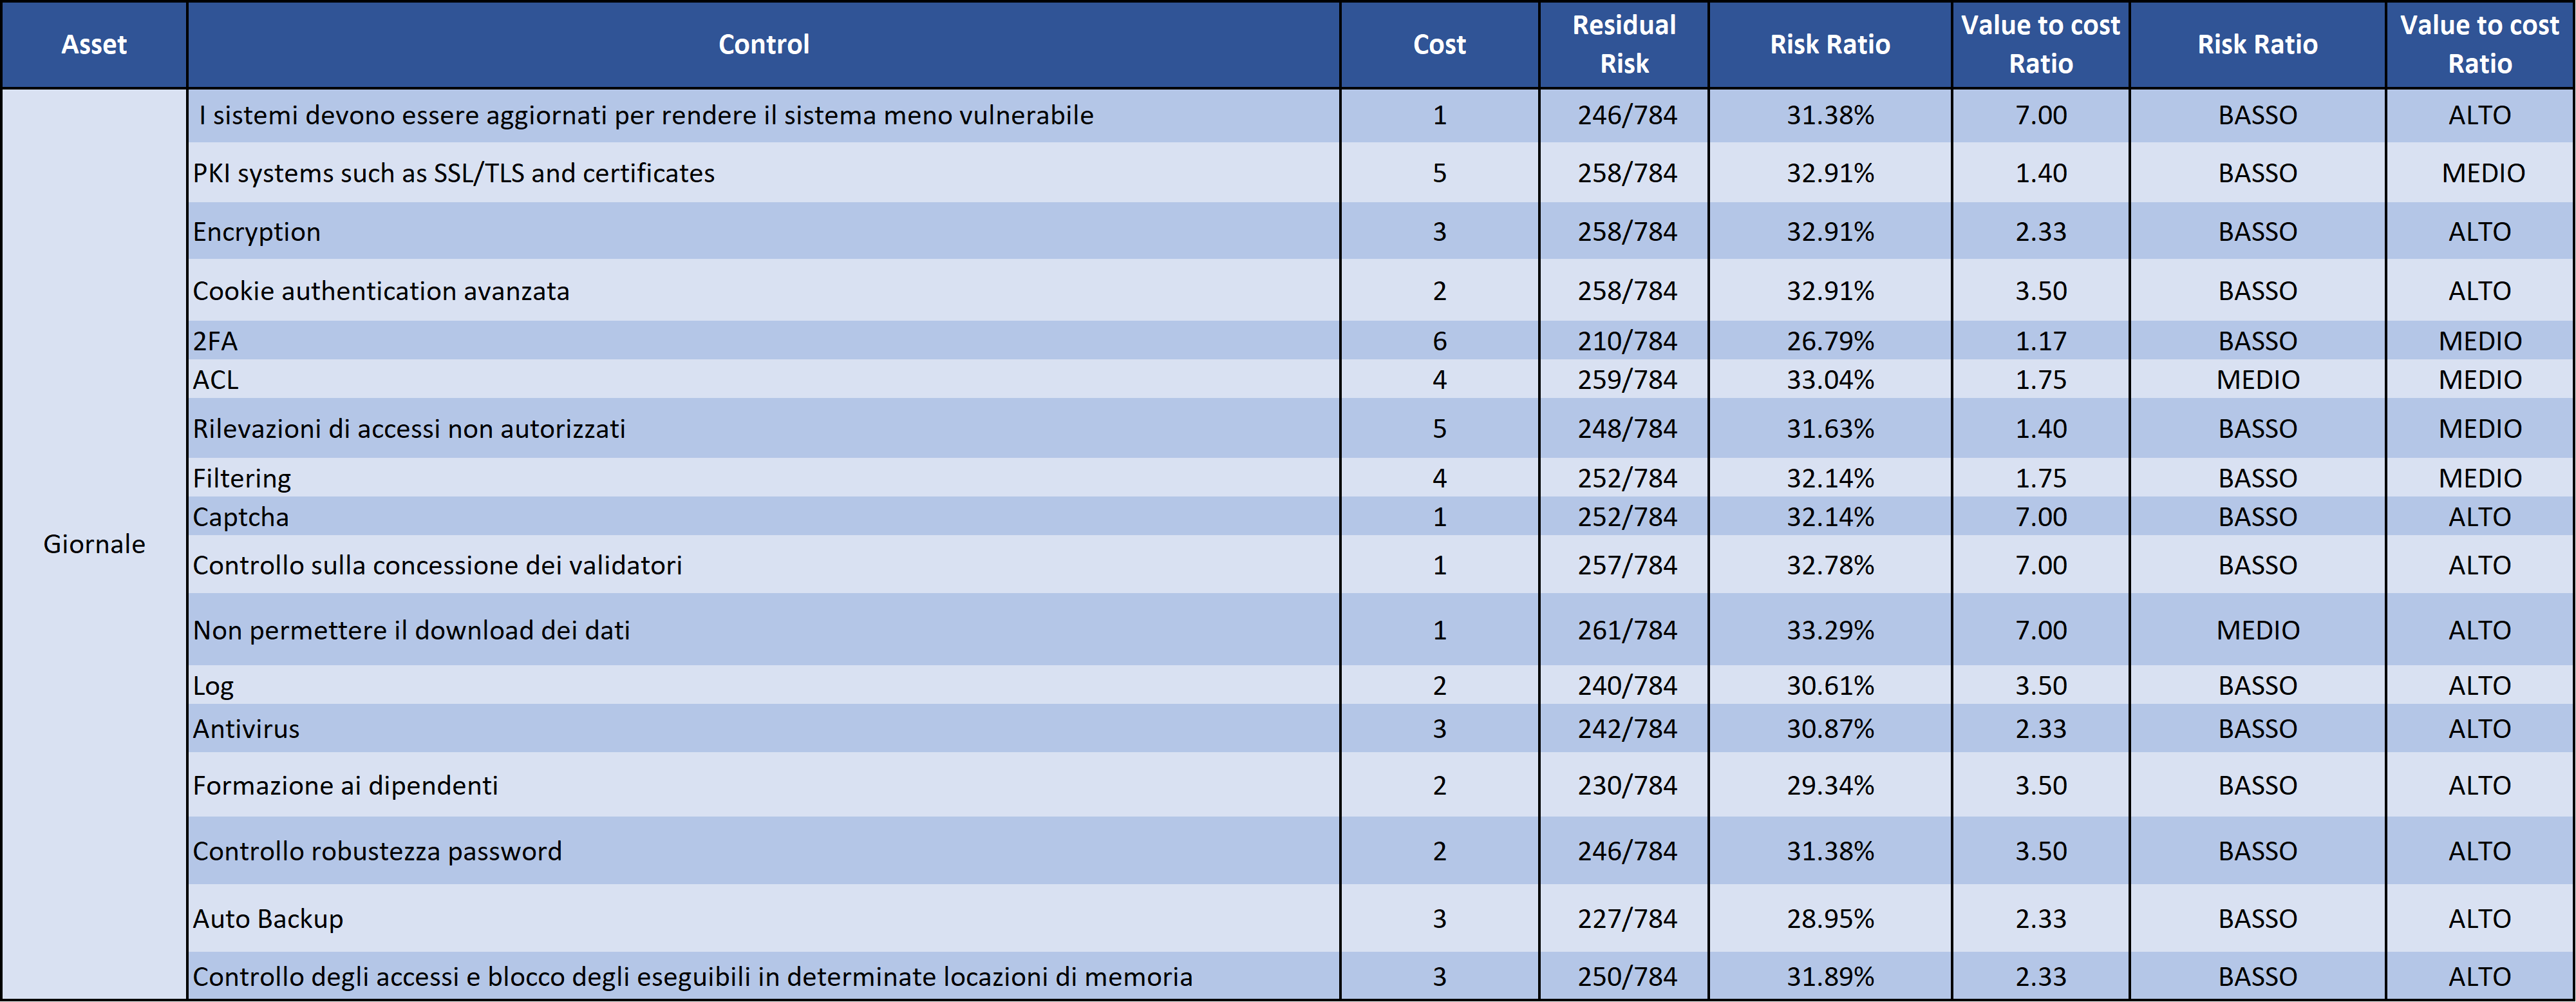 Asset Control Cost Residual Risk Risk Ratio Value to cost Ratio Risk Ratio Value to cost Ratio
Giornale
I sistemi devono essere aggiornati per rendere il sistema meno vulnerabile 1 246/784 31.38% 7.00 BASSO ALTO
PKI systems such as SSL/TLS and certificates 5 258/784 32.91% 1.40 BASSO MEDIO
Encryption 3 258/784 32.91% 2.33 BASSO ALTO
Cookie authentication avanzata 2 258/784 32.91% 3.50 BASSO ALTO
2FA 6 210/784 26.79% 1.17 BASSO MEDIO
ACL 4 259/784 33.04% 1.75 MEDIO MEDIO
Rilevazioni di accessi non autorizzati 5 248/784 31.63% 1.40 BASSO MEDIO
Filtering 4 252/784 32.14% 1.75 BASSO MEDIO
Captcha 1 252/784 32.14% 7.00 BASSO ALTO
Controllo sulla concessione dei validatori 1 257/784 32.78% 7.00 BASSO ALTO
Non permettere il download dei dati 1 261/784 33.29% 7.00 MEDIO ALTO
Log 2 240/784 30.61% 3.50 BASSO ALTO
Antivirus 3 242/784 30.87% 2.33 BASSO ALTO
Formazione ai dipendenti 2 230/784 29.34% 3.50 BASSO ALTO
Controllo robustezza password 2 246/784 31.38% 3.50 BASSO ALTO
Auto Backup 3 227/784 28.95% 2.33 BASSO ALTO
Controllo degli accessi e blocco degli eseguibili in determinate locazioni di memoria 3 250/784 31.89% 2.33 BASSO ALTO